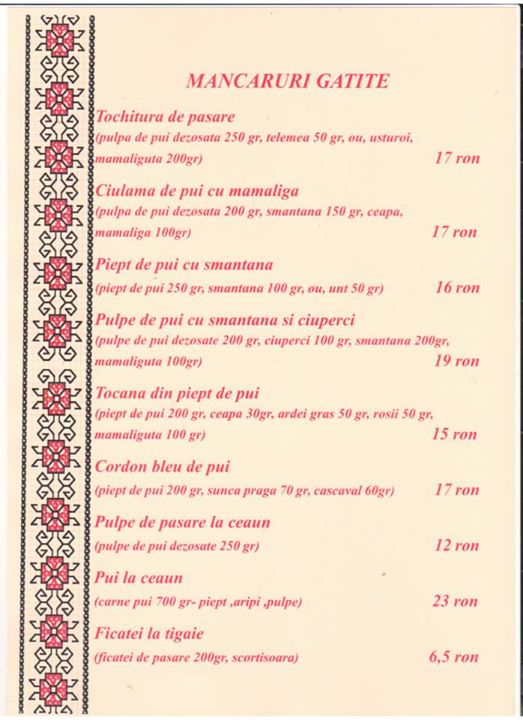 MANCARURI GATITE
Tochitura de pasare
(pulpa de pui dezosata 250 gr, telemea 50 gr, ou, usturoi,
mamaliguta 200gr) 17 ron
Ciulama de pui cu mamaliga
(pulpa de pui dezosata 200 gr, smantana 150 gr, ceapa,
mamaliga 100gr) 17 ron
Piept de pui cu smantana
(piept de pui 250 gr, smantana 100 gr, ou, unt 50 gr) 16 ron
Pulpe de pui cu smantana si ciuperci
(pulpe de pui dezosate 200 gr, ciuperci 100 gr, smantana 200gr,
mamaliguta 100gr) 19 ron
Tocana din piept de pui
(piept de pui 200 gr, ceapa 30gr, ardei gras 50 gr, rosii 50 gr,
mamaliguta 100 gr) 15 ron
Cordon bleu de pui
(piept de pui 200 gr, sunca praga 70 gr, cascaval 60gr) 17 ron
Pulpe de pasare la ceaun
(pulpe de pui dezosate 250 gr) 12 ron
Pui la ceaun
(carne pui 700 gr- piept ,aripi ,pulpe) 23 ron
Ficatei la tigaie
(ficatei de pasare 200gr, scortisoara) 6,5 ron